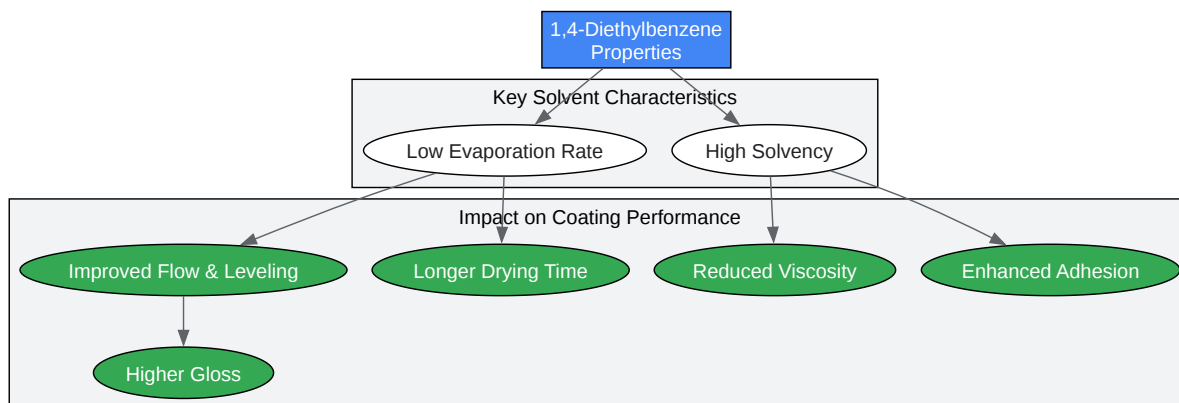 1,4-Diethylbenzene
Properties
Key Solvent Characteristics
Low Evaporation Rate
High Solvency
Impact on Coating Performance
Improved Flow & Leveling
Longer Drying Time
Reduced Viscosity
Enhanced Adhesion
Higher Gloss